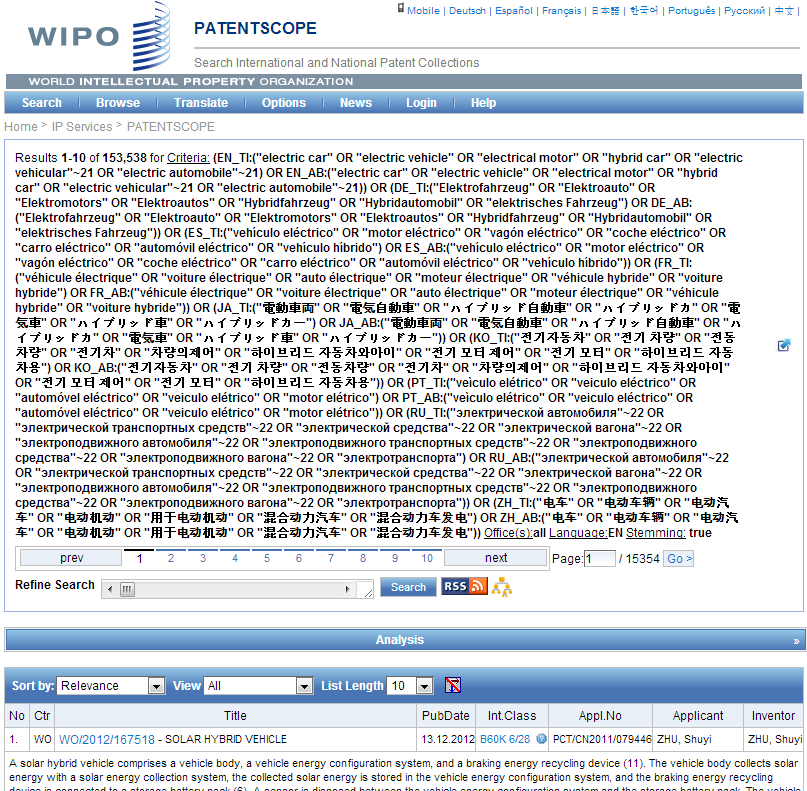 Mobile | Deutsch | Español | Français | 日本語 | 한국어 | Português | Русский | 中文 |
WIPO
PATENTSCOPE
Search International and National Patent Collections
WORLD INTELLECTUAL PROPERTY ORGANIZATION
Search Browse Translate Options News Login Help
Home > IP Services > PATENTSCOPE
Results 1-10 of 153,538 for Criteria: (EN_TI:("electric car" OR "electric vehicle" OR "electrical motor" OR "hybrid car" OR "electric
vehicular"~21 OR "electric automobile"~21) OR EN_AB:("electric car" OR "electric vehicle" OR "electrical motor" OR "hybrid
car" OR "electric vehicular"~21 OR "electric automobile"~21)) OR (DE_TI:("Elektrofahrzeug" OR "Elektroauto" OR
"Elektromotors" OR "Elektroautos" OR "Hybridfahrzeug" OR "Hybridautomobil" OR "elektrisches Fahrzeug") OR DE_AB:
("Elektrofahrzeug" OR "Elektroauto" OR "Elektromotors" OR "Elektroautos" OR "Hybridfahrzeug" OR "Hybridautomobil" OR
"elektrisches Fahrzeug")) OR (ES_TI:("vehículo eléctrico" OR "motor eléctrico" OR "vagón eléctrico" OR "coche eléctrico" OR
"carro eléctrico" OR "automóvil eléctrico" OR "vehículo híbrido") OR ES_AB:("vehículo eléctrico" OR "motor eléctrico" OR
"vagón eléctrico" OR "coche eléctrico" OR "carro eléctrico" OR "automóvil eléctrico" OR "vehículo híbrido")) OR (FR_TI:
("véhicule électrique" OR "voiture électrique" OR "auto électrique" OR "moteur électrique" OR "véhicule hybride" OR "voiture
hybride") OR FR_AB:("véhicule électrique" OR "voiture électrique" OR "auto électrique" OR "moteur électrique" OR "véhicule
hybride" OR "voiture hybride")) OR (JA_TI:("電動車両" OR "電気自動車" OR "ハイブリッド自動車" OR "ハイブリッドカ" OR "電
気車" OR "ハイブリッド車" OR "ハイブリッドカー") OR JA_AB:("電動車両" OR "電気自動車" OR "ハイブリッド自動車" OR "ハ
イブリッドカ" OR "電気車" OR "ハイブリッド車" OR "ハイブリッドカー")) OR (KO_TI:("전기자동차" OR "전기 차량" OR "전동
차량" OR "전기차" OR "차량의제어" OR "하이브리드 자동차와아이" OR "전기 모터 제어" OR "전기 모터" OR "하이브리드 자동
차용") OR KO_AB:("전기자동차" OR "전기 차량" OR "전동차량" OR "전기차" OR "차량의제어" OR "하이브리드 자동차와아이"
OR "전기 모터 제어" OR "전기 모터" OR "하이브리드 자동차용")) OR (PT_TI:("veìculo elétrico" OR "veiculo eléctrico" OR
"automóvel eléctrico" OR "veiculo elétrico" OR "motor elétrico") OR PT_AB:("veìculo elétrico" OR "veiculo eléctrico" OR
"automóvel eléctrico" OR "veiculo elétrico" OR "motor elétrico")) OR (RU_TI:("электрической автомобиля"~22 OR
"электрической транспортных средств"~22 OR "электрической средства"~22 OR "электрической вагона"~22 OR
"электроподвижного автомобиля"~22 OR "электроподвижного транспортных средств"~22 OR "электроподвижного
средства"~22 OR "электроподвижного вагона"~22 OR "электротранспорта") OR RU_AB:("электрической автомобиля"~22
OR "электрической транспортных средств"~22 OR "электрической средства"~22 OR "электрической вагона"~22 OR
"электроподвижного автомобиля"~22 OR "электроподвижного транспортных средств"~22 OR "электроподвижного
средства"~22 OR "электроподвижного вагона"~22 OR "электротранспорта")) OR (ZH_TI:("电车" OR "电动车辆" OR "电动汽
车" OR "电动机动" OR "用于电动机动" OR "混合动力汽车" OR "混合动力车发电") OR ZH_AB:("电车" OR "电动车辆" OR "电动汽
车" OR "电动机动" OR "用于电动机动" OR "混合动力汽车" OR "混合动力车发电")) Office(s):all Language:EN Stemming: true
prev 1 2 3 4 5 6 7 8 9 10 next Page: 1 / 15354 Go >
Refine Search Search RSS
Analysis »
Sort by: Relevance View All List Length 10
No Ctr Title PubDate Int.Class Appl.No Applicant Inventor
1. WO WO/2012/167518 - SOLAR HYBRID VEHICLE 13.12.2012 B60K 6/28 PCT/CN2011/079446 ZHU, Shuyi ZHU, Shuyi
A solar hybrid vehicle comprises a vehicle body, a vehicle energy configuration system, and a braking energy recycling device (11). The vehicle body collects solar
energy with a solar energy collection system, the collected solar energy is stored in the vehicle energy configuration system, and the braking energy recycling
device is connected to a storage battery pack (6). A sensor is disposed between the vehicle energy configuration system and the storage battery pack. The vehicle